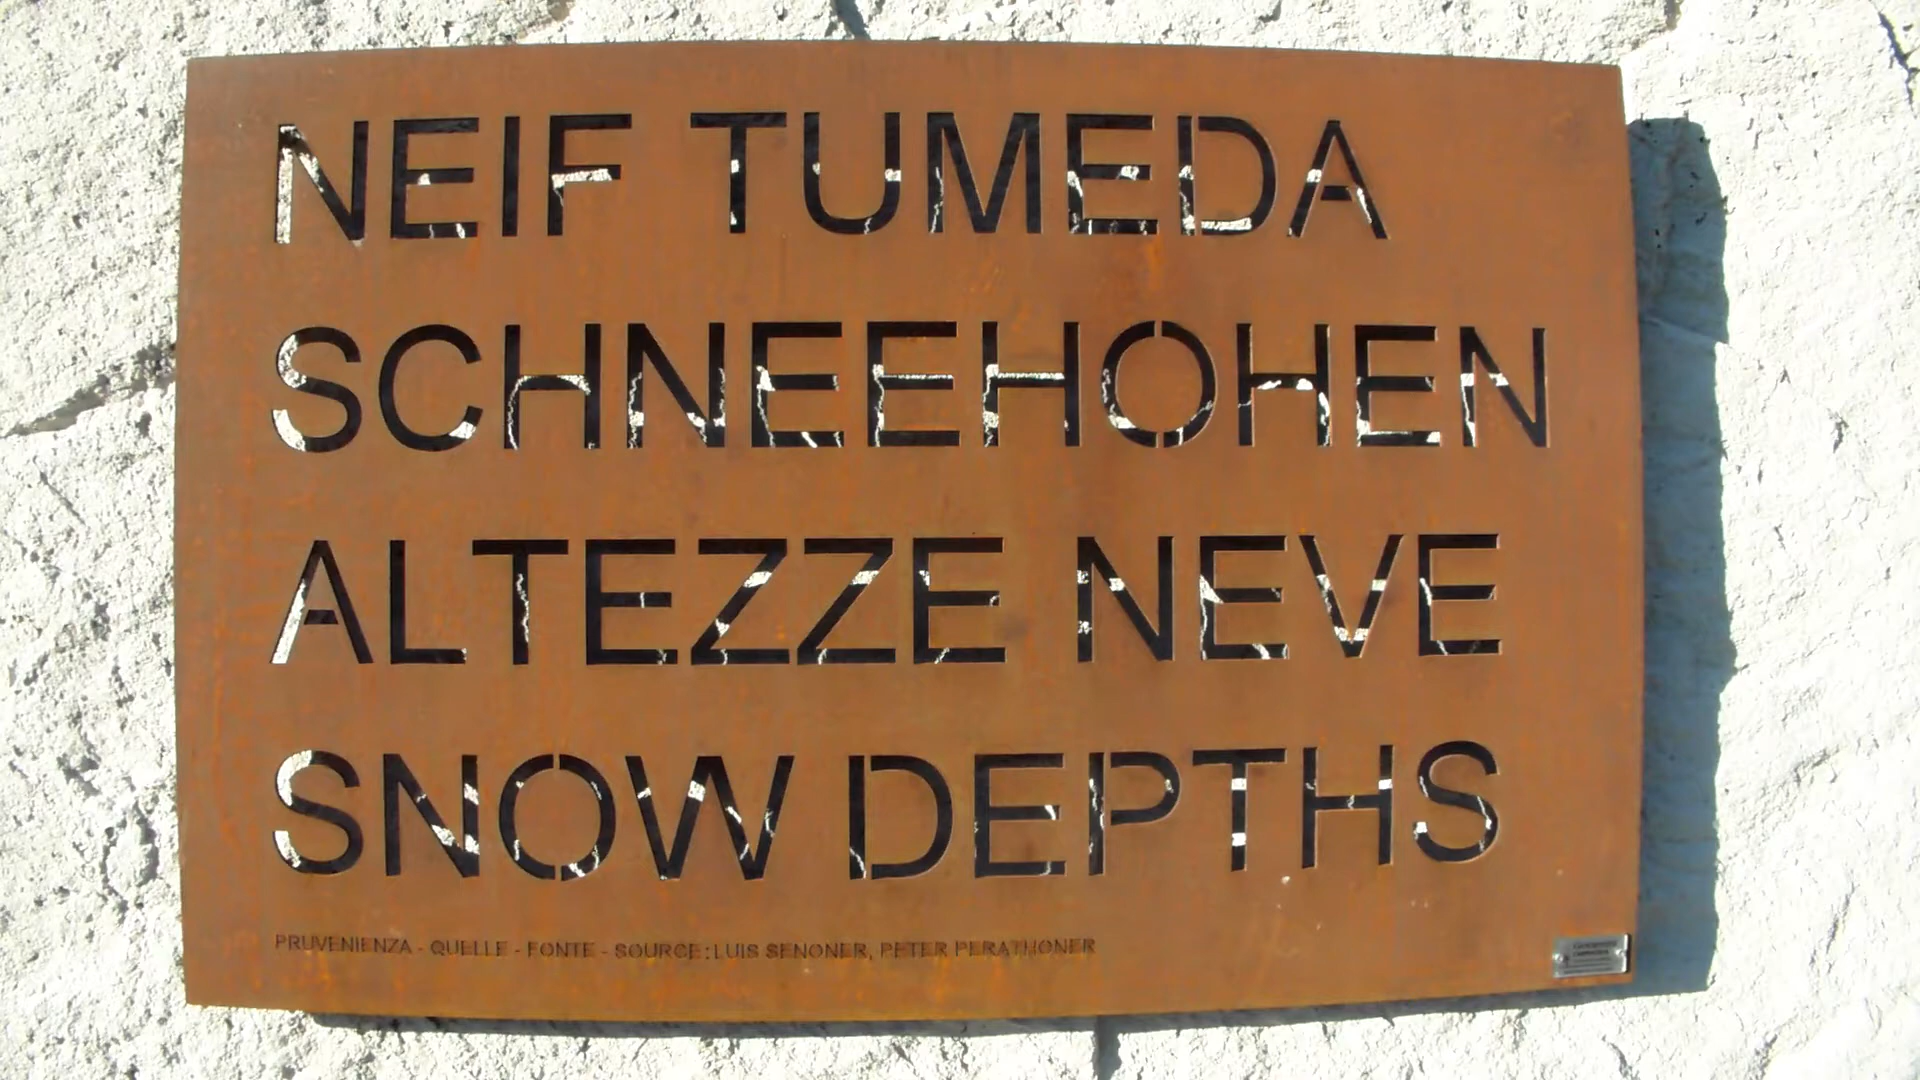 NEIF TUMEDA
SCHNEEHOHEN
ALTEZZE NEVE
SNOW DEPTHS
PRUVENIENZA - QUELLE - FONTE - SOURCE: LUIS SENONER, PETER PERATHONER